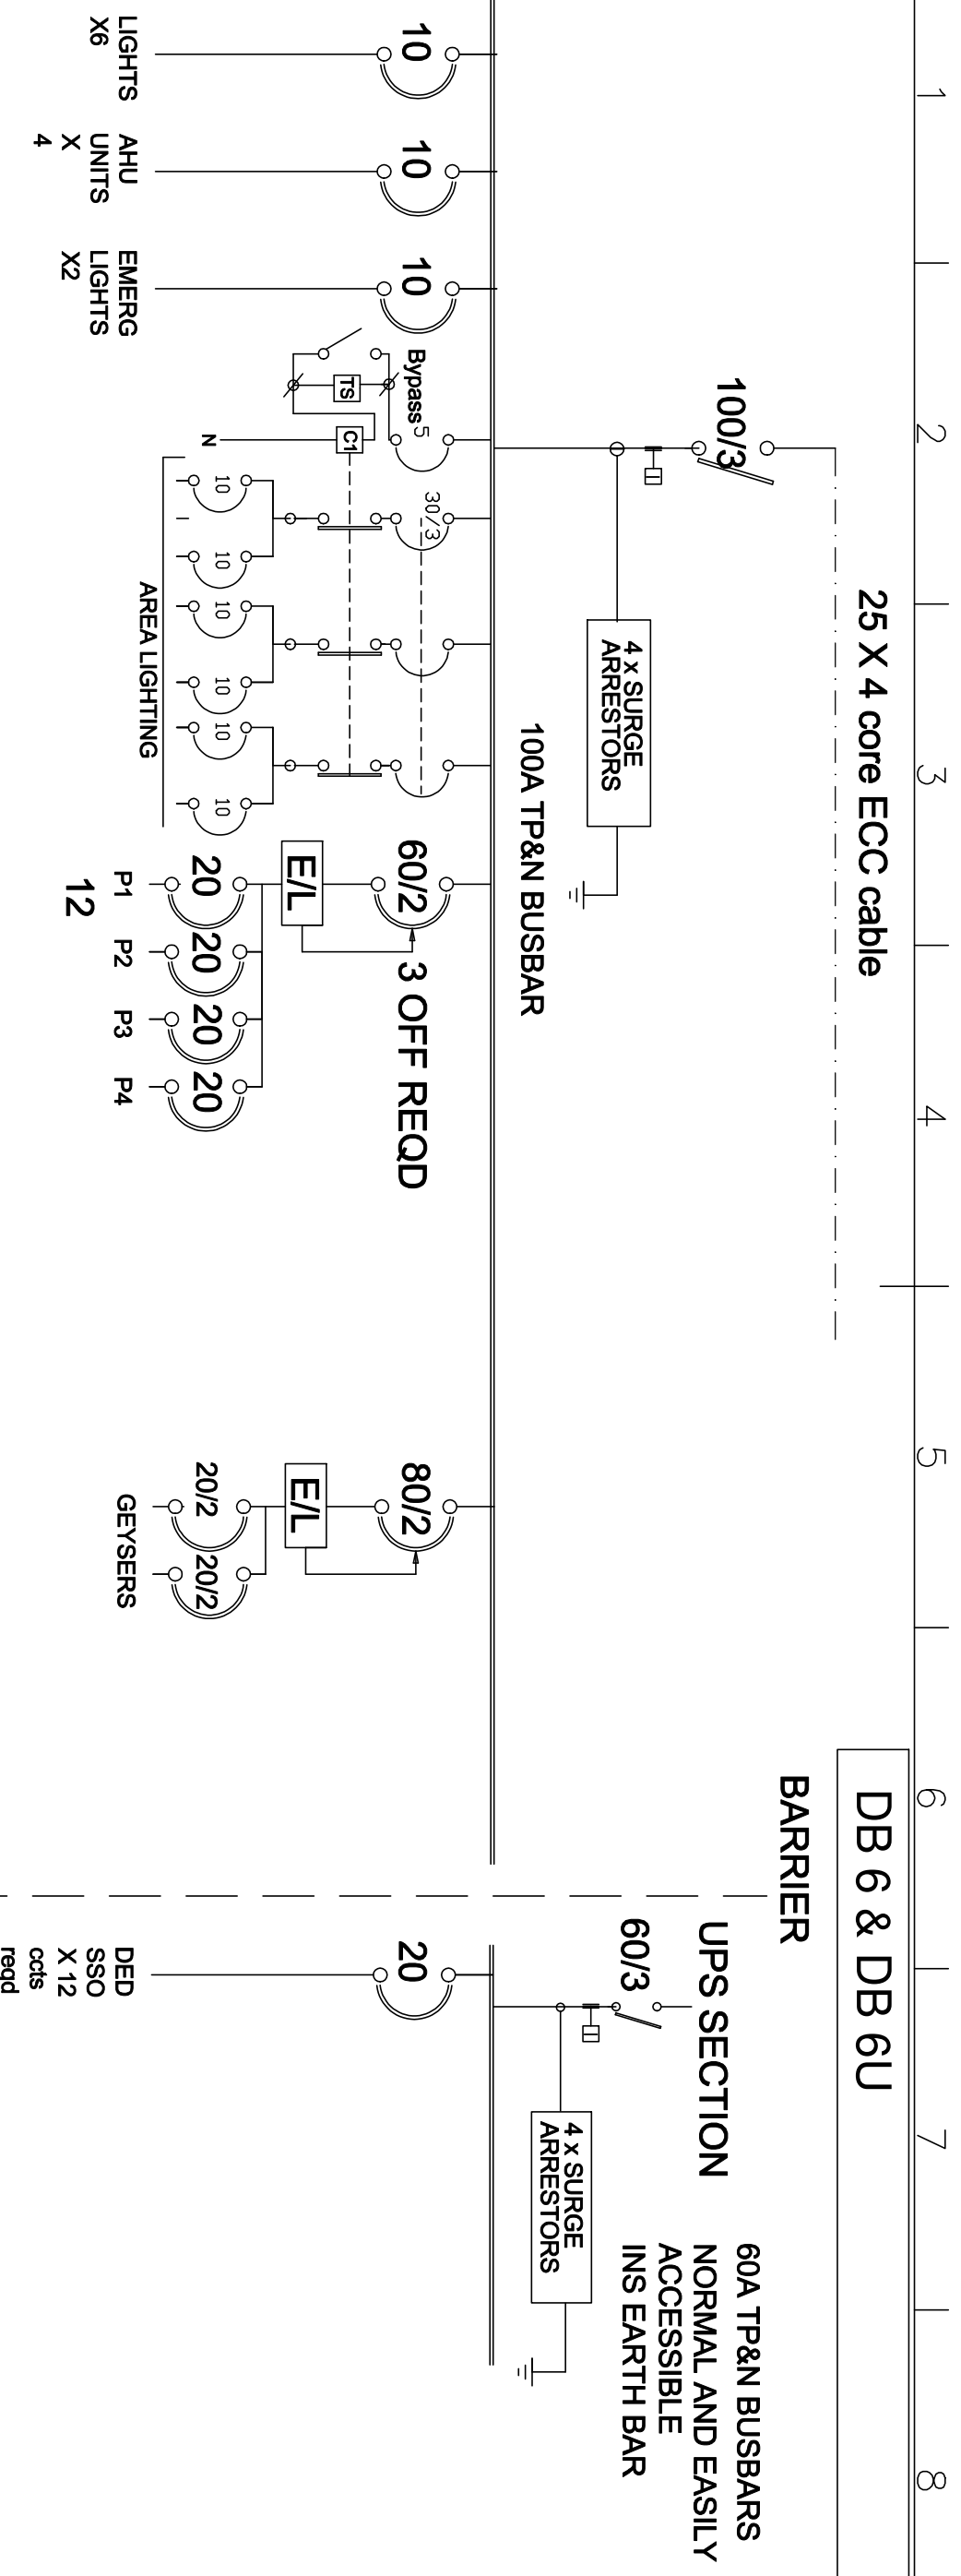 1
2
3
4
5
6
7
8
DB 6 & DB 6U
25 X 4 core ECC cable
BARRIER
100/3
4 x SURGE
ARRESTORS
100A TP&N BUSBAR
UPS SECTION
60/3
4 x SURGE
ARRESTORS
60A TP&N BUSBARS
NORMAL AND EASILY
ACCESSIBLE
INS EARTH BAR
10
10
10
Bypass
5
30/3
60/2
3 OFF REQD
80/2
20
TS
C1
N
E/L
E/L
10
10
10
10
10
10
20
20
20
20
20/2
20/2
AREA LIGHTING
P1
P2
P3
P4
12
GEYSERS
LIGHTS
X6
AHU
UNITS
X
4
EMERG
LIGHTS
X2
DED
SSO
X 12
ccts
reqd